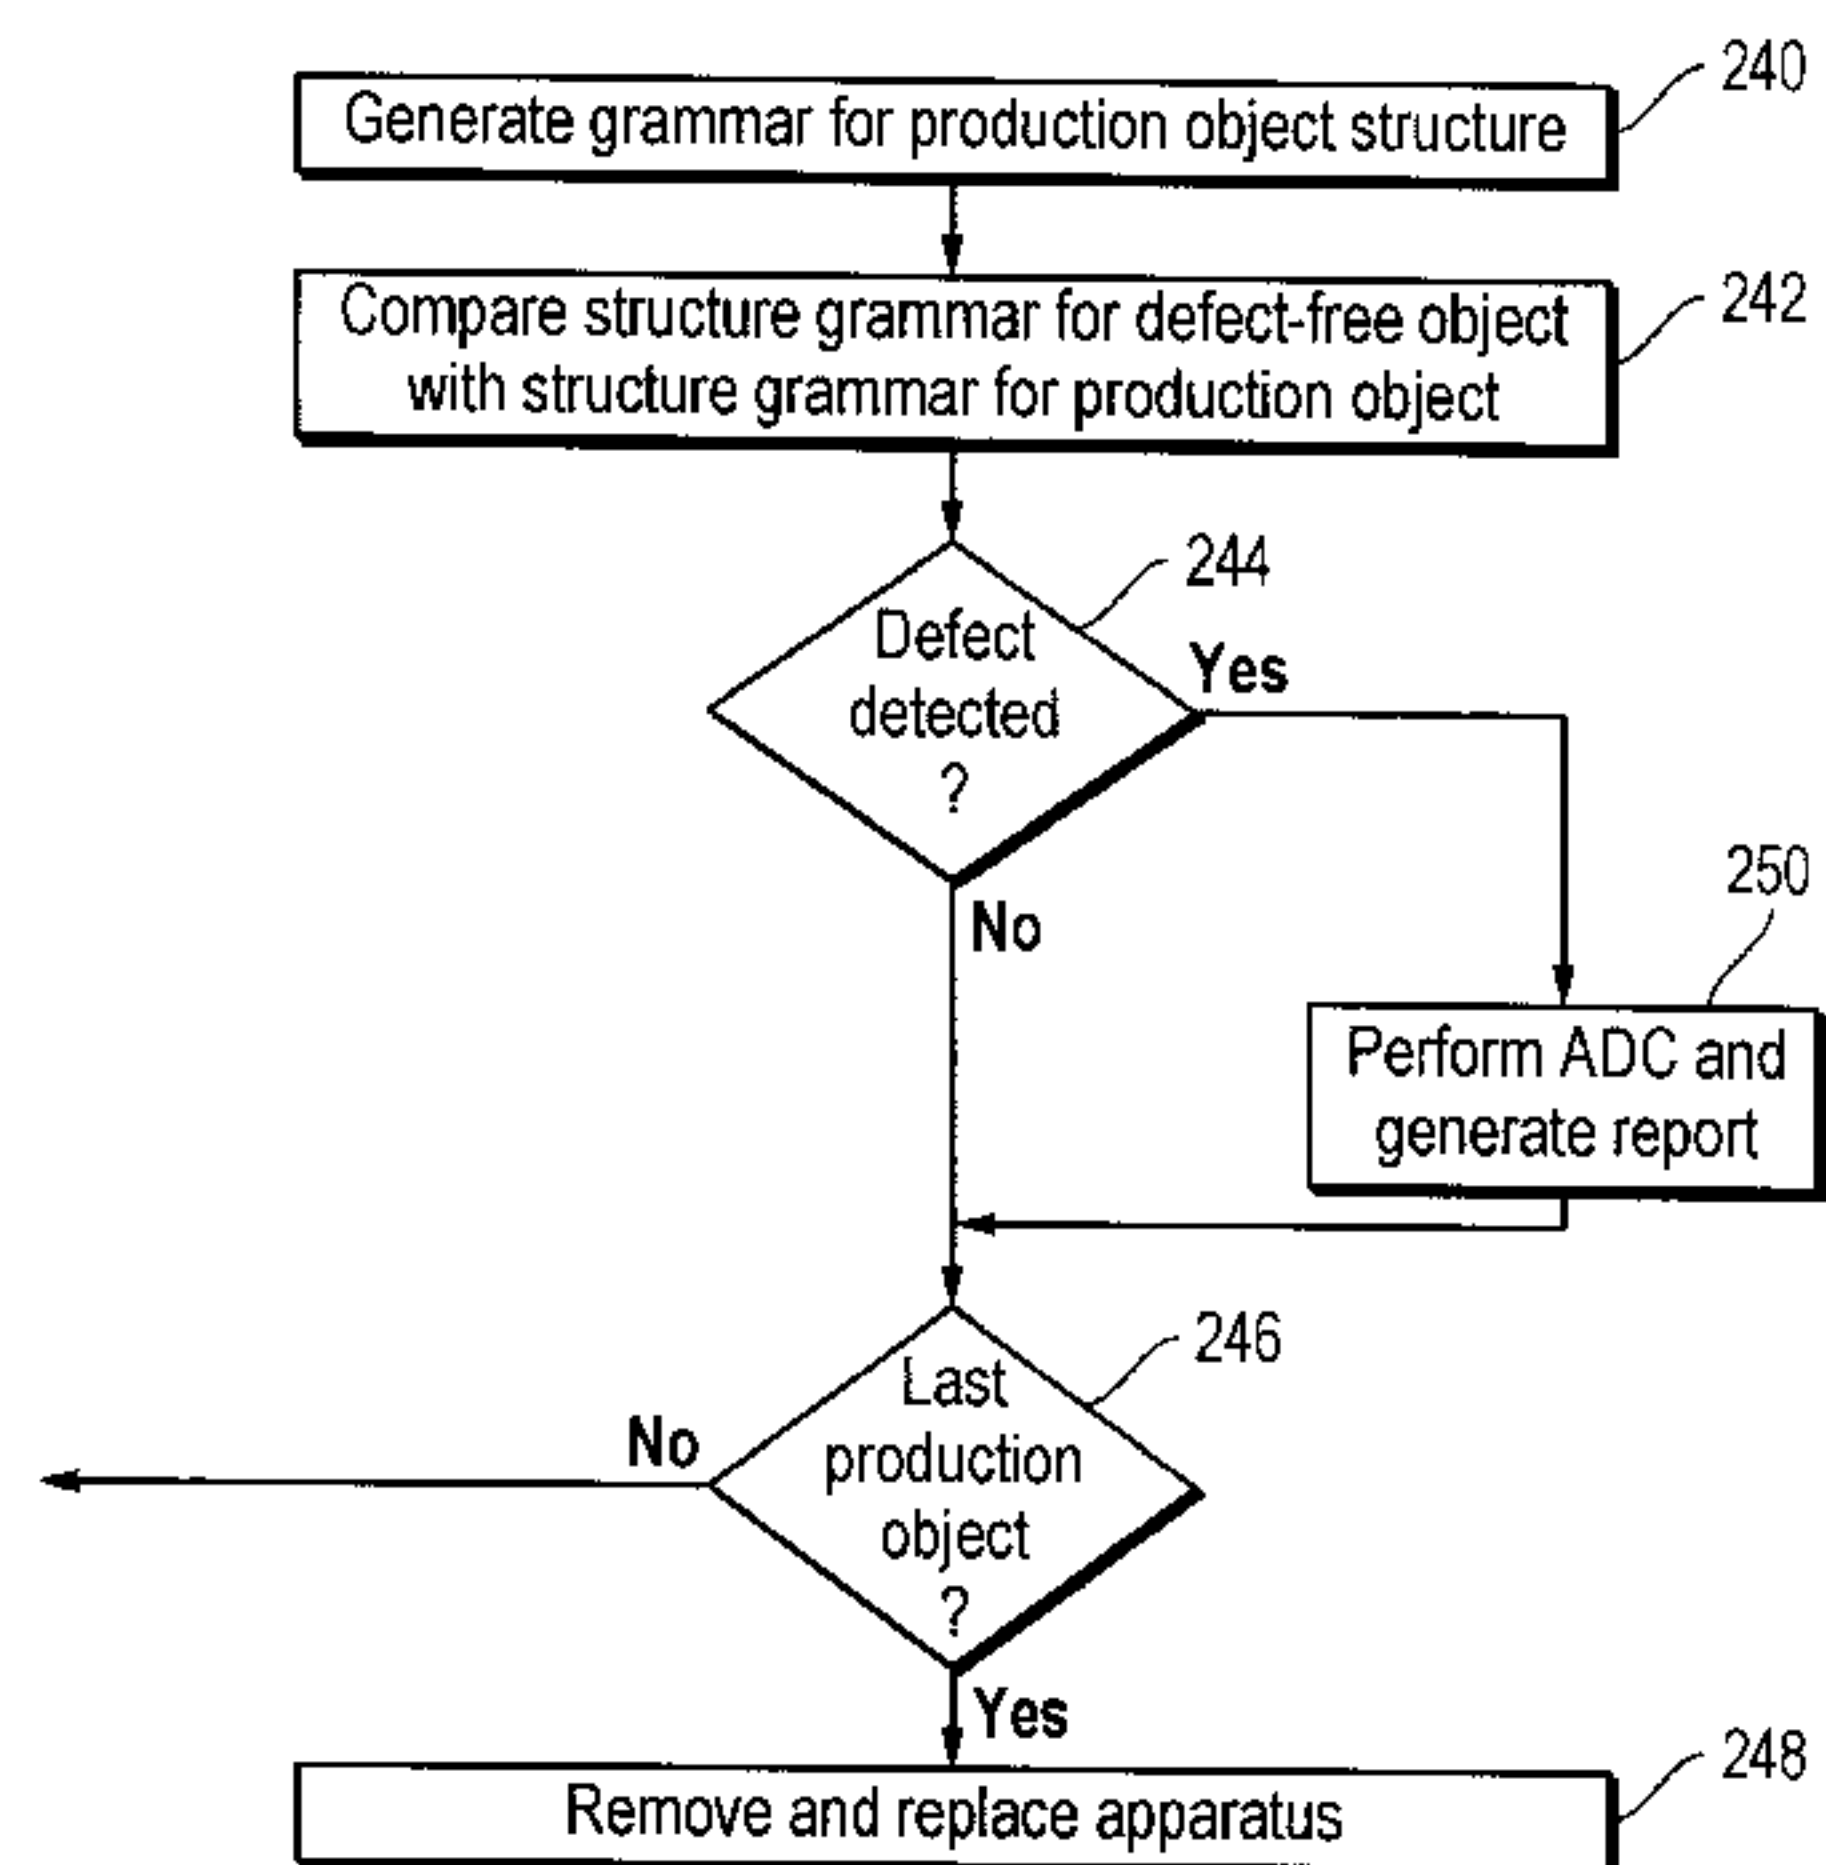 240
Generate grammar for production object structure
242
Compare structure grammar for defect-free object
with structure grammar for production object
244
Defect
detected
?
Yes
No
250
Perform ADC and
generate report
246
Last
production
object
?
No
Yes
248
Remove and replace apparatus